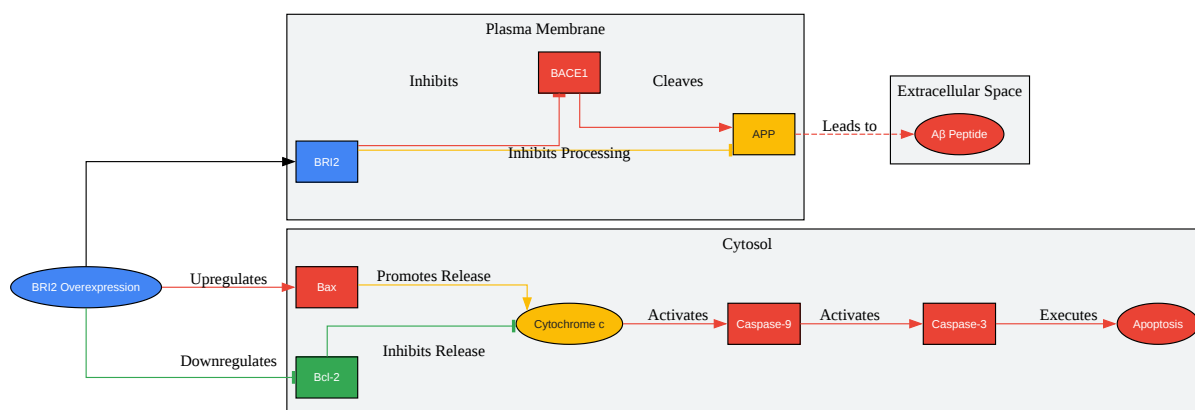 Plasma Membrane
BACE1
Inhibits
Cleaves
Extracellular Space
APP
Leads to
Aβ Peptide
BRI2
Inhibits Processing
Cytosol
BRI2 Overexpression
Upregulates
Bax
Promotes Release
Cytochrome c
Activates
Caspase-9
Activates
Caspase-3
Executes
Apoptosis
Inhibits Release
Downregulates
Bcl-2